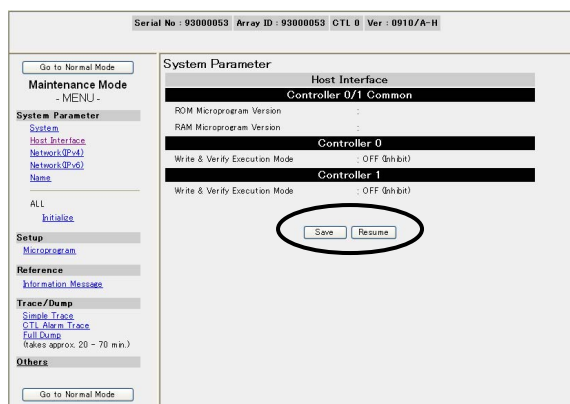 Serial No : 93000053 Array ID : 93000053 CTL 0 Ver : 0910/A-H
Go to Normal Mode
Maintenance Mode
- MENU -
System Parameter
System
Host Interface
Network(IPv4)
Network(IPv6)
Name
ALL
Initialize
Setup
Microprogram
Reference
Information Message
Trace/Dump
Simple Trace
CTL Alarm Trace
Full Dump
(takes approx. 20 - 70 min.)
Others
Go to Normal Mode
System Parameter
Host Interface
Controller 0/1 Common
ROM Microprogram Version :
RAM Microprogram Version :
Controller 0
Write & Verify Execution Mode : OFF (Inhibit)
Controller 1
Write & Verify Execution Mode : OFF (Inhibit)
Save Resume